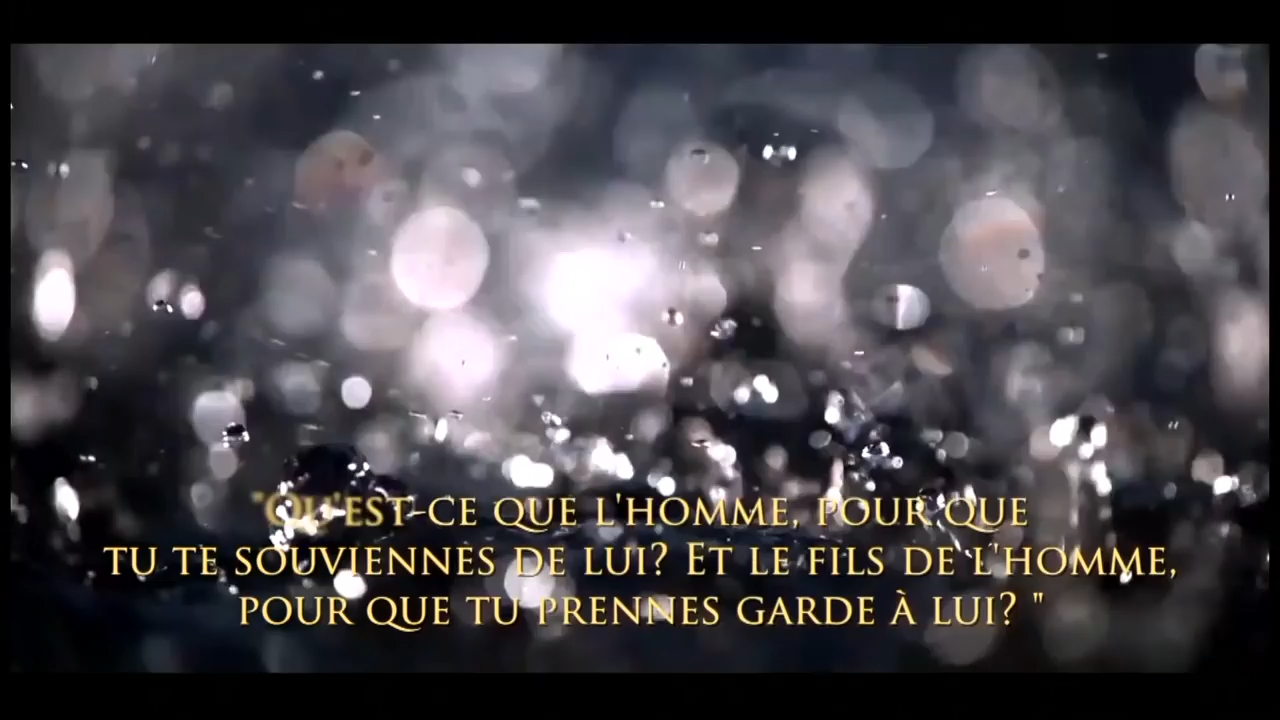 "Qu'est-ce que l'homme, pour que
tu te souviennes de lui? Et le fils de l'homme,
pour que tu prennes garde à lui? "